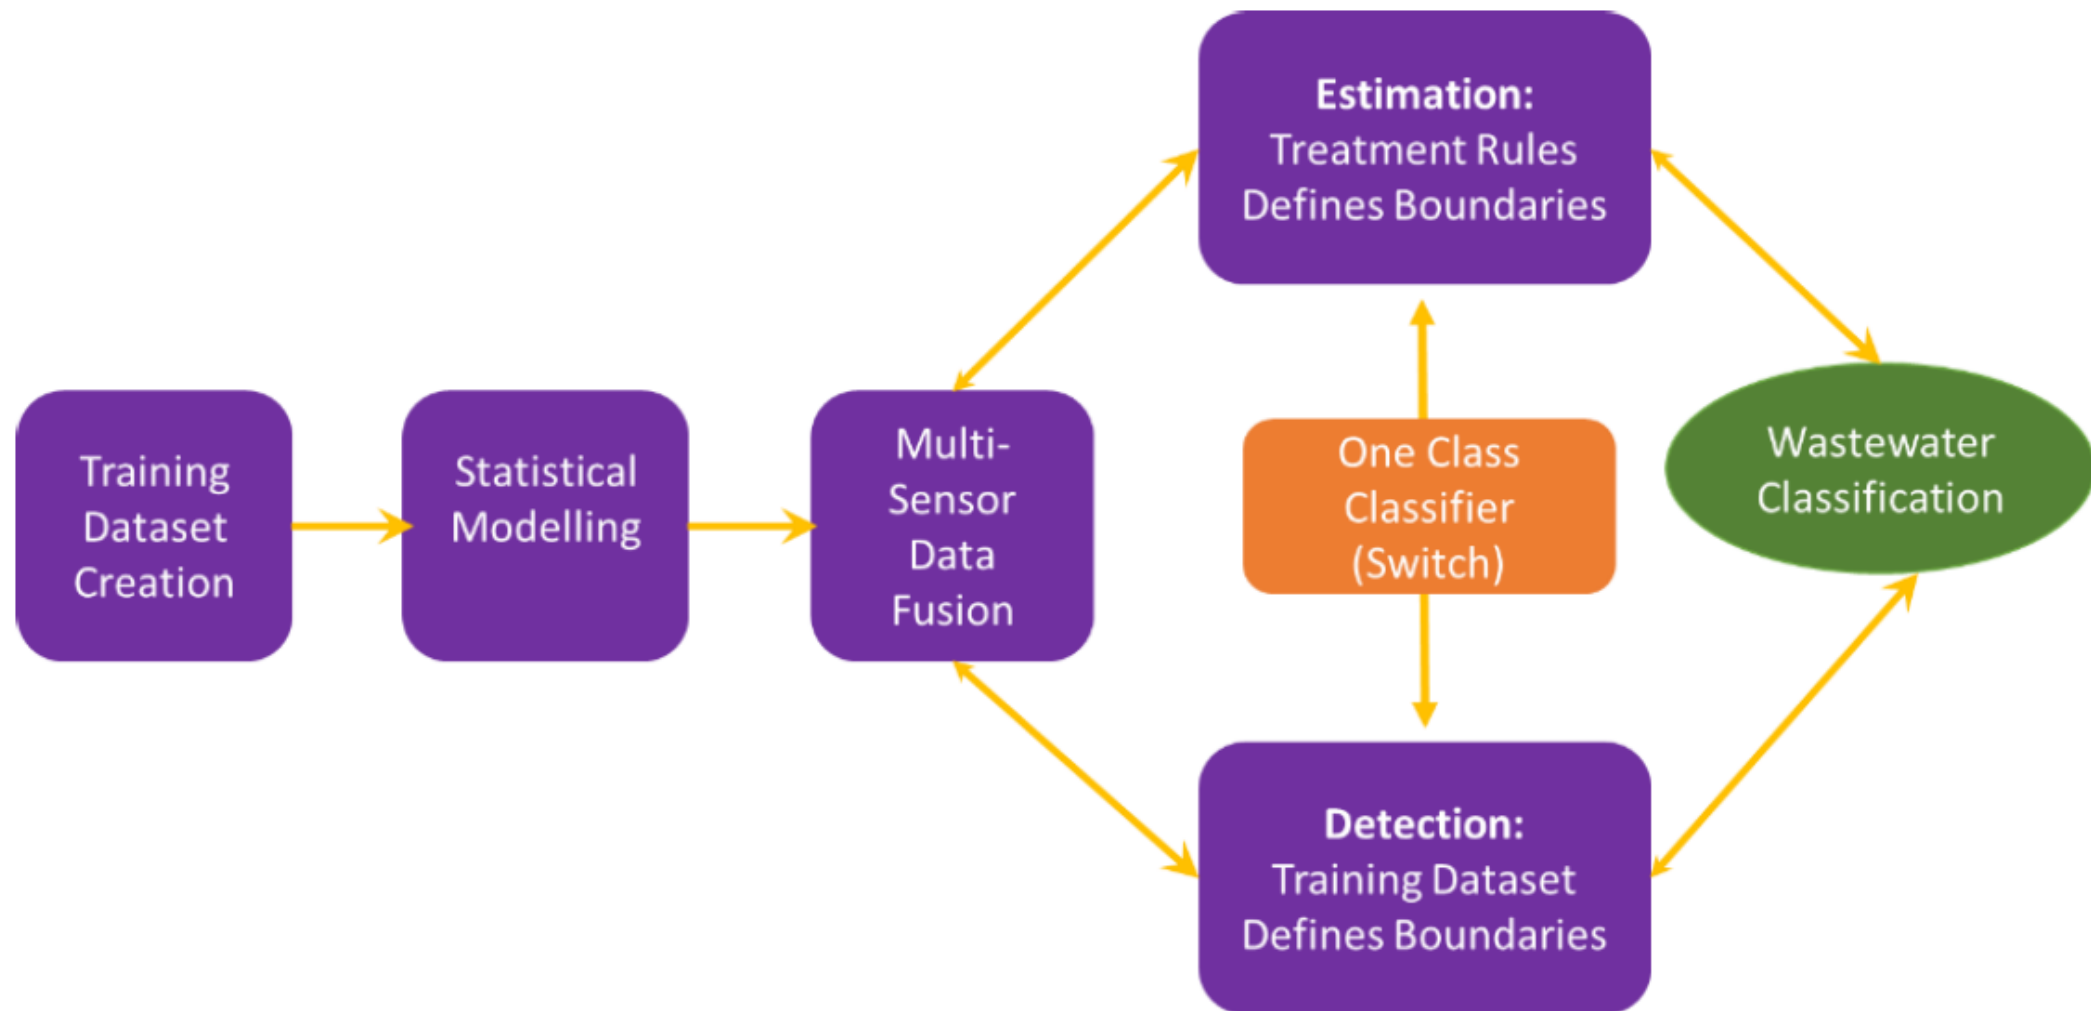 Training
Dataset
Creation
Statistical
Modelling
Multi-
Sensor
Data
Fusion
Estimation:
Treatment Rules
Defines Boundaries
One Class
Classifier
(Switch)
Detection:
Training Dataset
Defines Boundaries
Wastewater
Classification